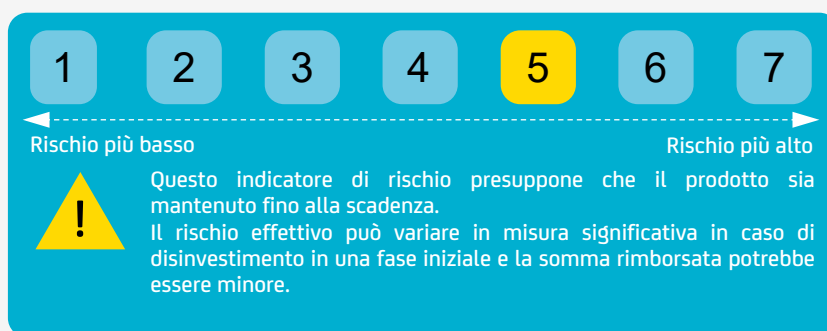 1 2 3 4 5 6 7
Rischio più basso Rischio più alto
!
Questo indicatore di rischio presuppone che il prodotto sia
mantenuto fino alla scadenza.
Il rischio effettivo può variare in misura significativa in caso di
disinvestimento in una fase iniziale e la somma rimborsata potrebbe
essere minore.